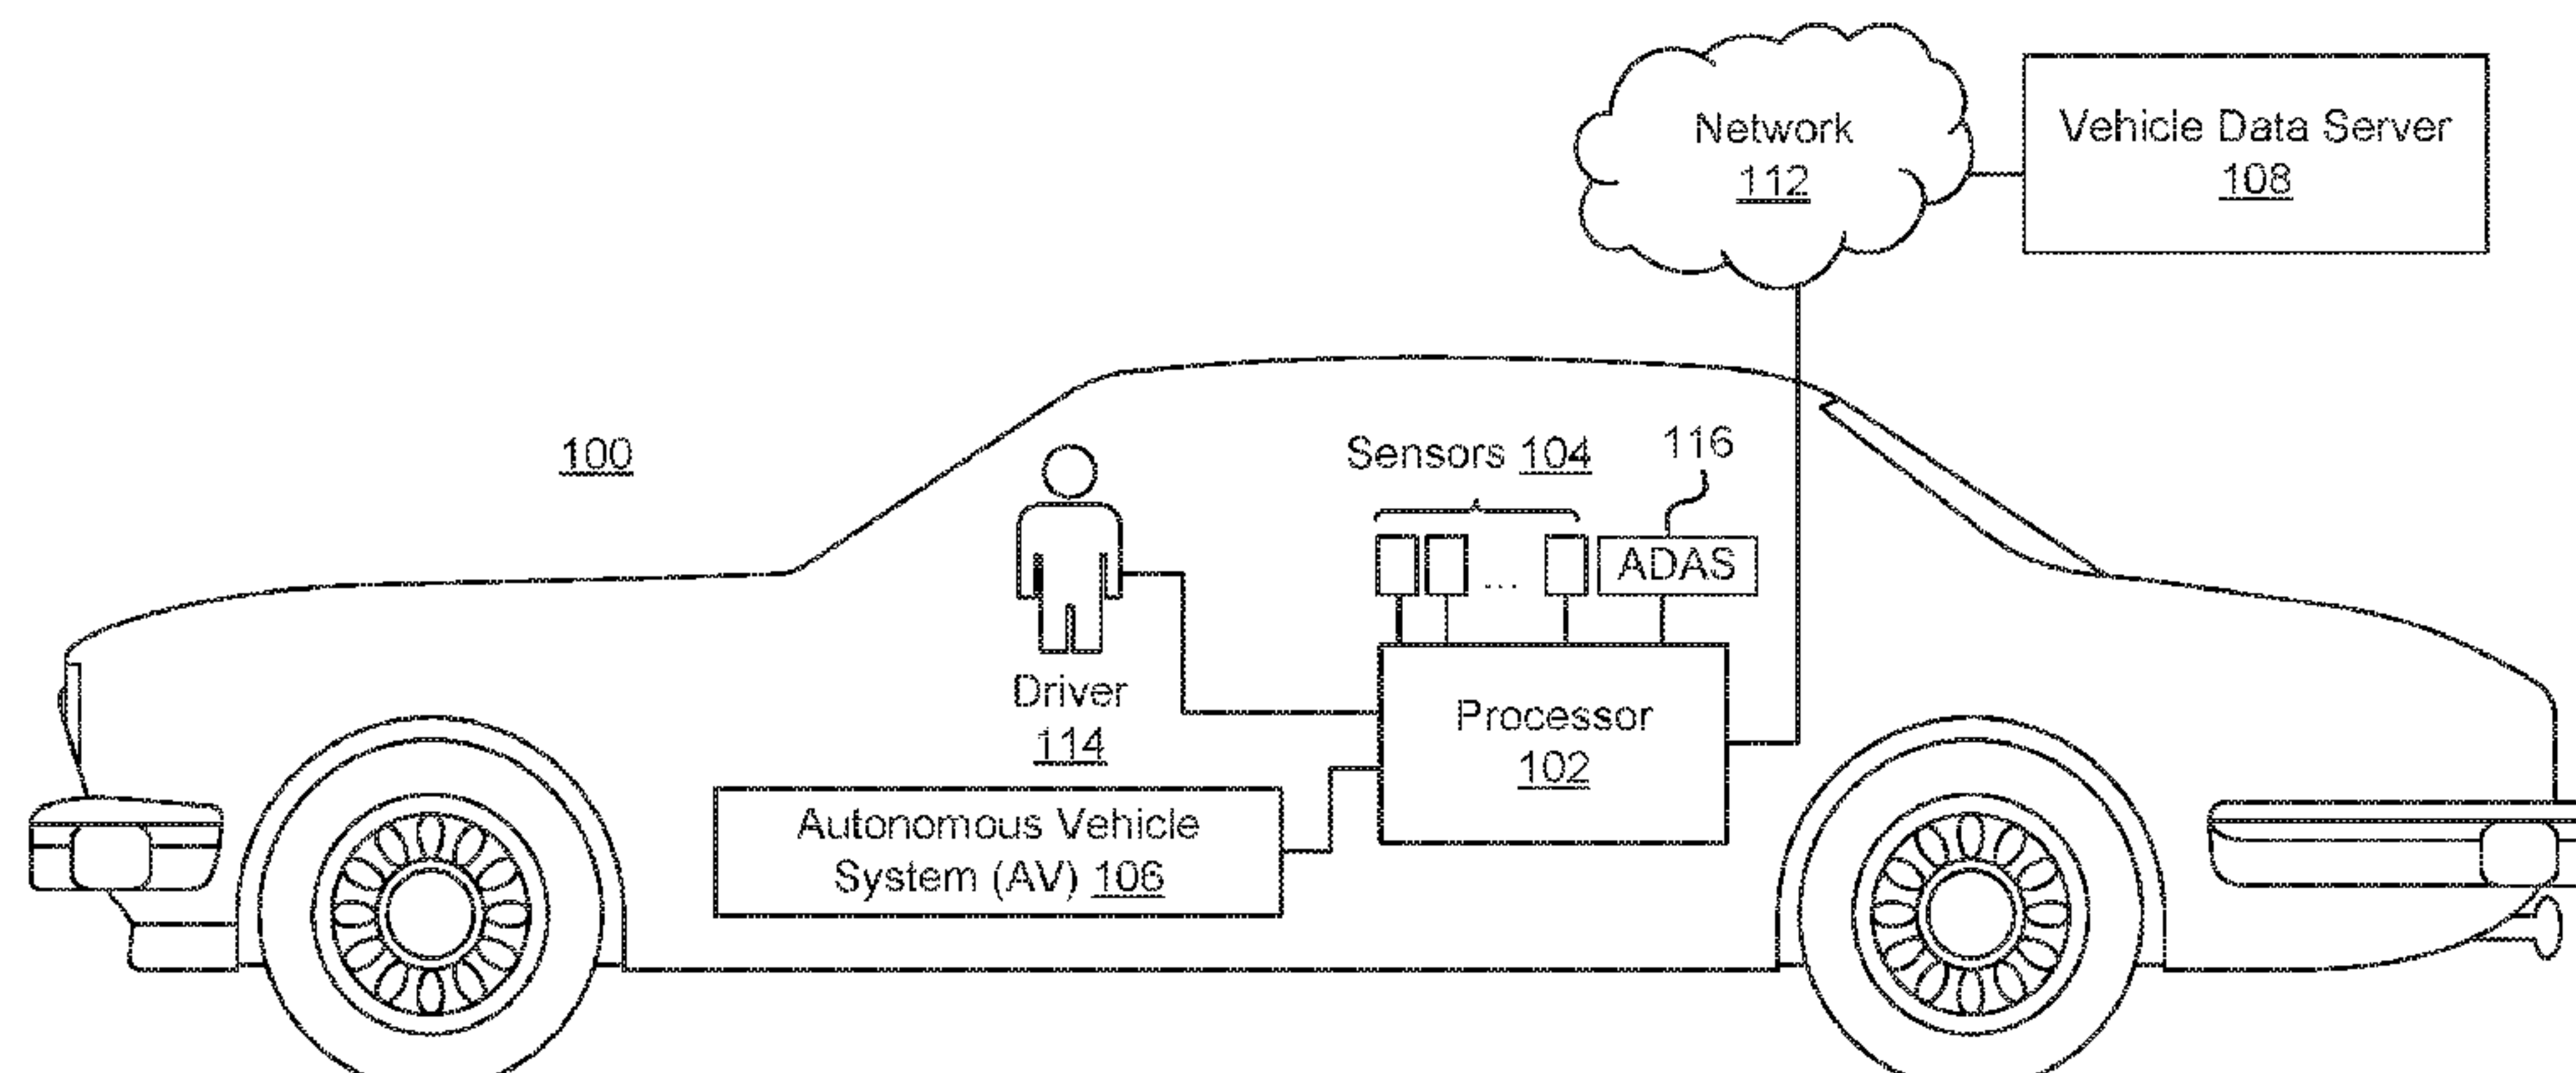 Network
112
Vehicle Data Server
108
100
Sensors 104
116
ADAS
...
Driver
114
Processor
102
Autonomous Vehicle
System (AV) 106